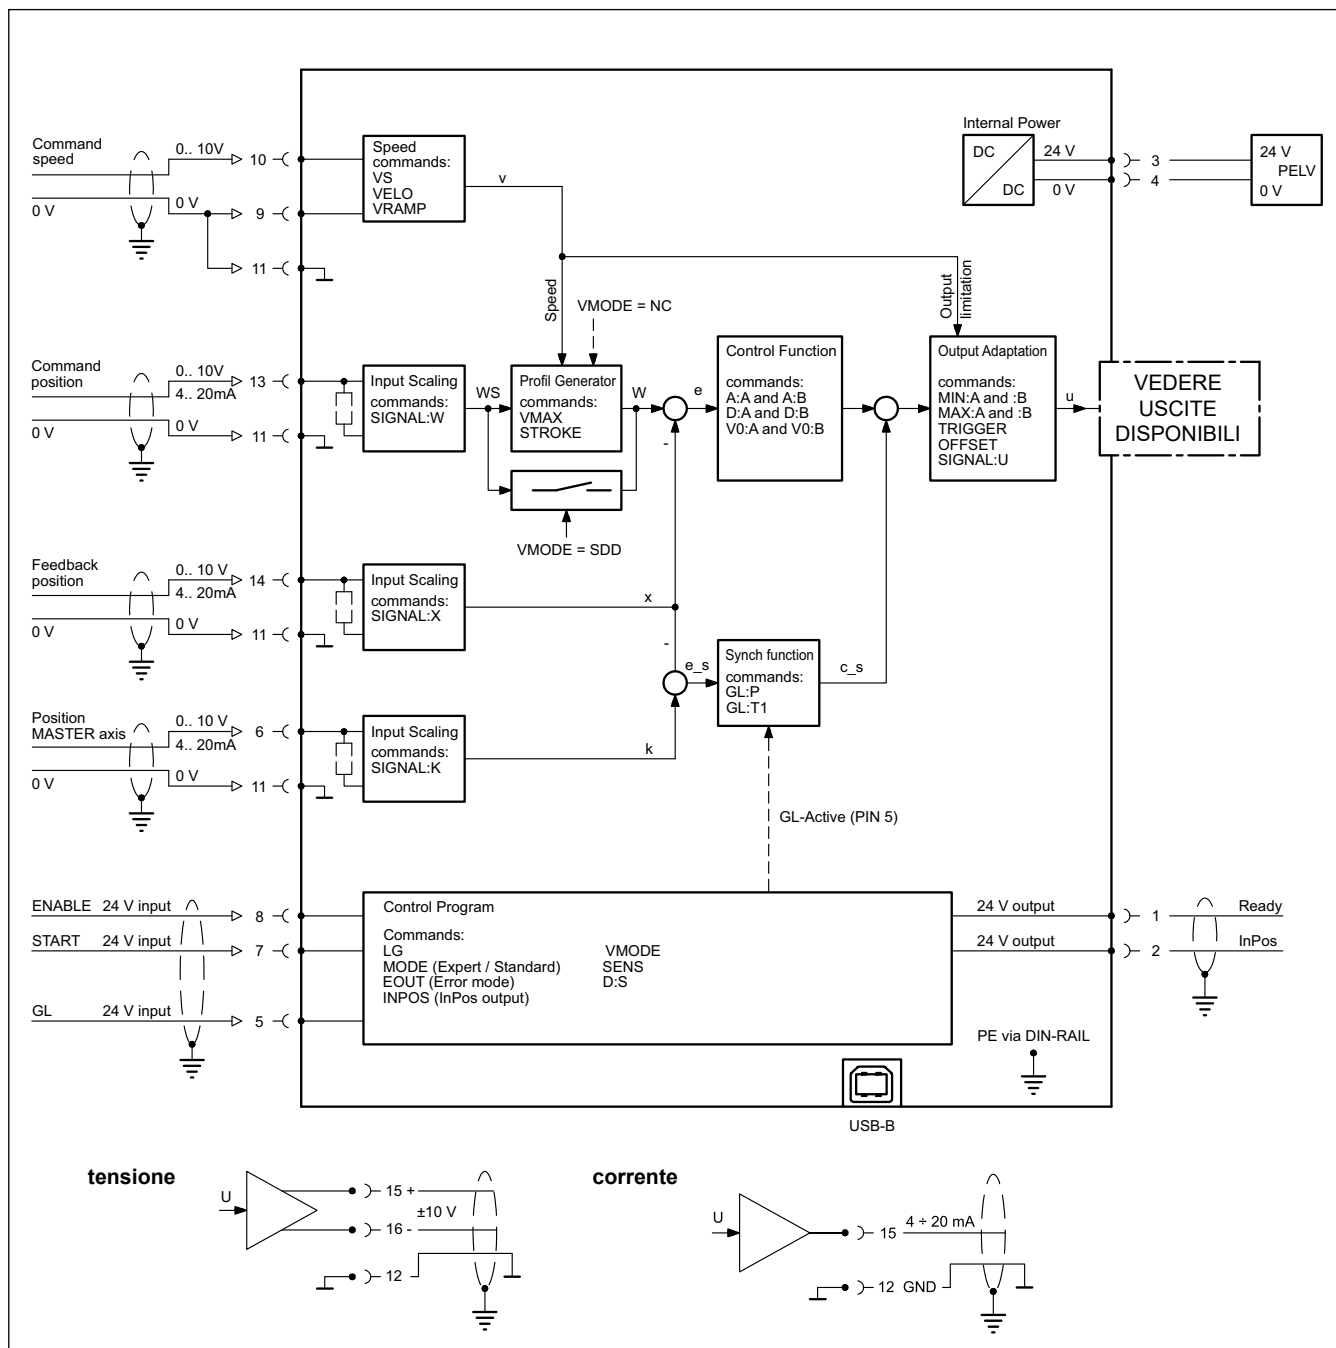 Command
speed
0.. 10V
10
0 V
0 V
9
11
Speed
commands:
VS
VELO
VRAMP
v
Internal Power
DC
DC
24 V
0 V
3
4
24 V
PELV
0 V
Speed
VMODE = NC
Output
limitation
Command
position
0.. 10V
4.. 20mA
13
0 V
0 V
11
Input Scaling
commands:
SIGNAL:W
WS
Profil Generator
commands:
VMAX
STROKE
W
-
e
Control Function
commands:
A:A and A:B
D:A and D:B
V0:A and V0:B
Output Adaptation
commands:
MIN:A and :B
MAX:A and :B
TRIGGER
OFFSET
SIGNAL:U
u
VEDERE
USCITE
DISPONIBILI
VMODE = SDD
Feedback
position
0.. 10 V
4.. 20mA
14
0 V
0 V
11
Input Scaling
commands:
SIGNAL:X
x
-
e_s
Synch function
commands:
GL:P
GL:T1
c_s
Position
MASTER axis
0.. 10 V
4.. 20mA
6
0 V
0 V
11
Input Scaling
commands:
SIGNAL:K
k
GL-Active (PIN 5)
ENABLE 24 V input 8
START 24 V input 7
GL 24 V input 5
Control Program
Commands:
LG VMODE
MODE (Expert / Standard) SENS
EOUT (Error mode) D:S
INPOS (InPos output)
24 V output 1 Ready
24 V output 2 InPos
PE via DIN-RAIL
USB-B
tensione
U
15 +
±10 V
16 -
12
corrente
U
15 4 ÷ 20 mA
12 GND